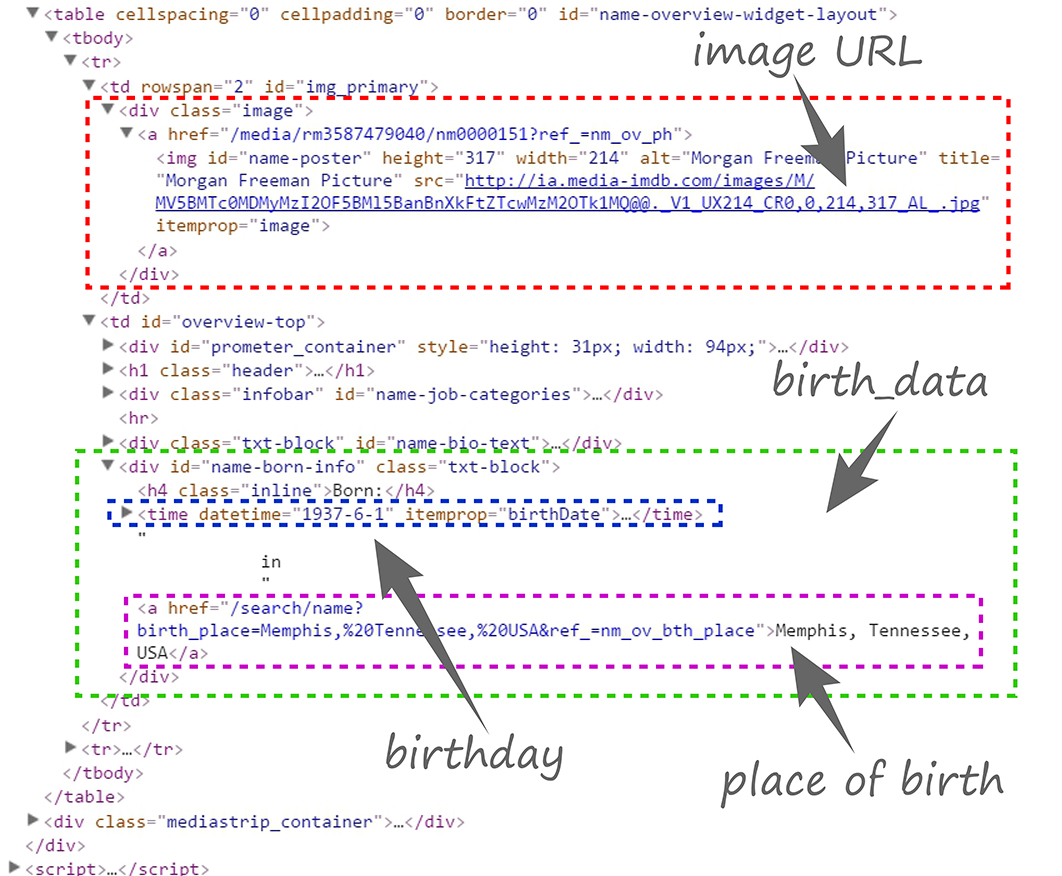 ▼<table cellspacing="0" cellpadding="0" border="0" id="name-overview-widget-layout">
▼<tbody>
image URL
▼<tr>
▼<td rowspan="2" id="img_primary">
▼<div class="image">
▼<a href="/media/rm3587479040/nm0000151?ref_=nm_ov_ph">
<img id="name-poster" height="317" width="214" alt="Morgan Freeman Picture" title=
"Morgan Freeman Picture" src="http://ia.media-imdb.com/images/M/
MV5BMTc0MDMyMzI2OF5BMl5BanBnXkFtZTcwMzM2OTk1MQ@@._V1_UX214_CR0,0,214,317_AL_.jpg"
itemprop="image">
</a>
</div>
</td>
▼<td id="overview-top">
▶<div id="prometer_container" style="height: 31px; width: 94px;">…</div>
▶<h1 class="header">…</h1>
birth_data
▶<div class="infobar" id="name-job-categories">…</div>
<hr>
▶<div class="txt-block" id="name-bio-text">…</div>
▼<div id="name-born-info" class="txt-block">
<h4 class="inline">Born:</h4>
▶<time datetime="1937-6-1" itemprop="birthDate">…</time>
"
in
"
<a href="/search/name?
birth_place=Memphis,%20Tennessee,%20USA&ref_=nm_ov_bth_place">Memphis, Tennessee,
USA</a>
</div>
</td>
</tr>
▶<tr>…</tr>
birthday
</tbody>
place of birth
</table>
▶<div class="mediastrip_container">…</div>
</div>
▶<script>…</script>